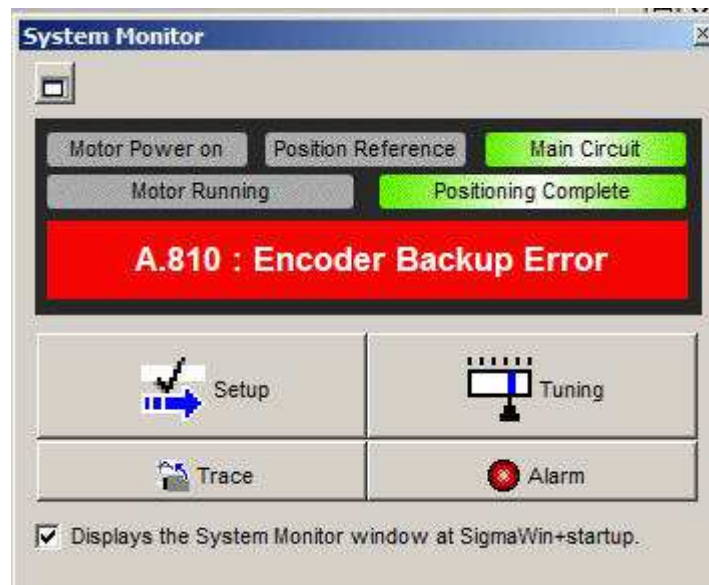 System Monitor
Motor Power on Position Reference Main Circuit
Motor Running Positioning Complete
A.810 : Encoder Backup Error
Setup Tuning
Trace Alarm
Displays the System Monitor window at SigmaWin+startup.